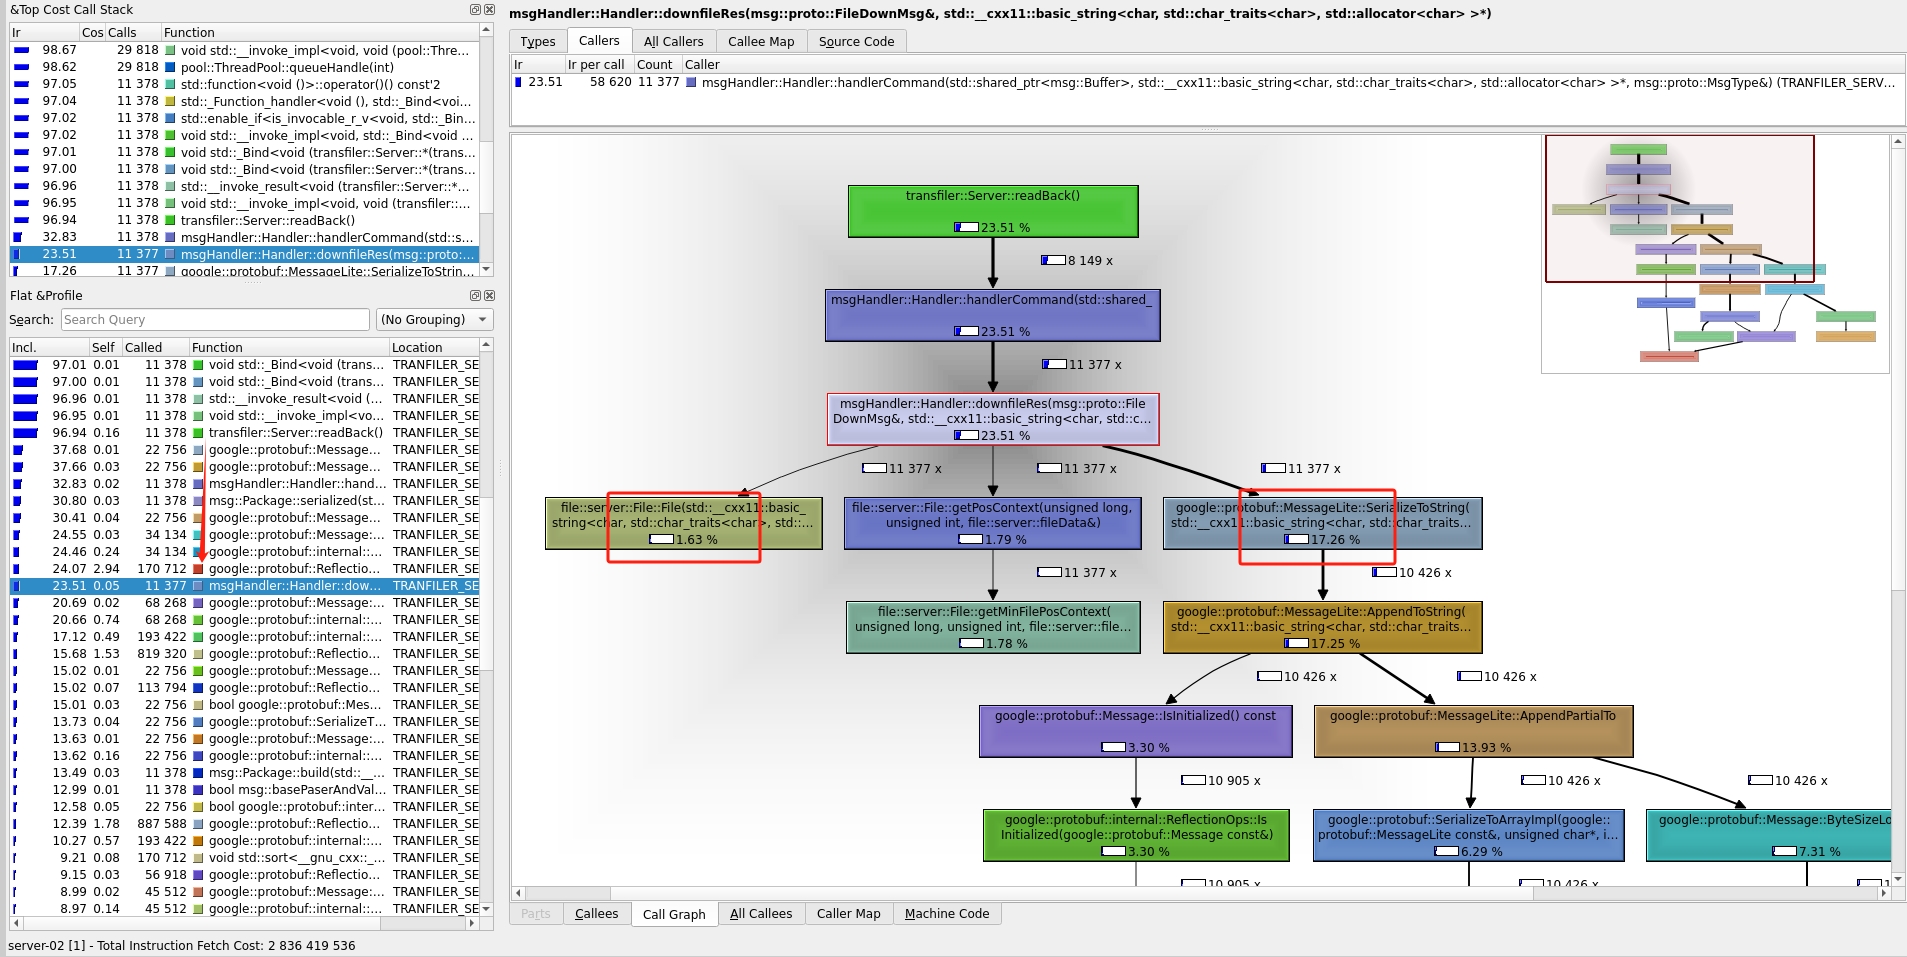 &Top Cost Call Stack
Ir Cos Calls Function
98.67 29 818 void std::__invoke_impl<void, void (pool::Thre...
98.62 29 818 pool::ThreadPool::queueHandle(int)
97.05 11 378 std::function<void ()>::operator()() const'2
97.04 11 378 std::_Function_handler<void (), std::_Bind<voi...
97.02 11 378 std::enable_if<is_invocable_r_v<void, std::_Bin...
97.02 11 378 void std::__invoke_impl<void, std::_Bind<void ...
97.01 11 378 void std::_Bind<void (transfiler::Server::*(trans...
97.00 11 378 void std::_Bind<void (transfiler::Server::*(trans...
96.96 11 378 std::__invoke_result<void (transfiler::Server::*...
96.95 11 378 void std::__invoke_impl<void, void (transfiler::...
96.94 11 378 transfiler::Server::readBack()
32.83 11 378 msgHandler::Handler::handlerCommand(std::s...
23.51 11 377 msgHandler::Handler::downfileRes(msg::proto:...
17.26 11 377 google::protobuf::MessageLite::SerializeToStrin...
Flat &Profile
Search: Search Query (No Grouping)
Incl. Self Called Function Location
97.01 0.01 11 378 void std::_Bind<void (trans... TRANFILER_SE
97.00 0.01 11 378 void std::_Bind<void (trans... TRANFILER_SE
96.96 0.01 11 378 std::__invoke_result<void (... TRANFILER_SE
96.95 0.01 11 378 void std::__invoke_impl<vo... TRANFILER_SE
96.94 0.16 11 378 transfiler::Server::readBack() TRANFILER_SE
37.68 0.01 22 756 google::protobuf::Message... TRANFILER_SE
37.66 0.03 22 756 google::protobuf::Message... TRANFILER_SE
32.83 0.02 11 378 msgHandler::Handler::hand... TRANFILER_SE
30.80 0.03 11 378 msg::Package::serialized(st... TRANFILER_SE
30.41 0.04 22 756 google::protobuf::Message... TRANFILER_SE
24.55 0.03 34 134 google::protobuf::Message:... TRANFILER_SE
24.46 0.24 34 134 google::protobuf::internal::... TRANFILER_SE
24.07 2.94 170 712 google::protobuf::Reflectio... TRANFILER_SE
23.51 0.05 11 377 msgHandler::Handler::dow... TRANFILER_SE
20.69 0.02 68 268 google::protobuf::Message:... TRANFILER_SE
20.66 0.74 68 268 google::protobuf::internal::... TRANFILER_SE
17.12 0.49 193 422 google::protobuf::internal::... TRANFILER_SE
15.68 1.53 819 320 google::protobuf::Reflectio... TRANFILER_SE
15.02 0.01 22 756 google::protobuf::Message... TRANFILER_SE
15.02 0.07 113 794 google::protobuf::Reflectio... TRANFILER_SE
15.01 0.03 22 756 bool google::protobuf::Mes... TRANFILER_SE
13.73 0.04 22 756 google::protobuf::SerializeT... TRANFILER_SE
13.63 0.01 22 756 google::protobuf::Message:... TRANFILER_SE
13.62 0.16 22 756 google::protobuf::internal::... TRANFILER_SE
13.49 0.03 11 378 msg::Package::build(std::__... TRANFILER_SE
12.99 0.01 11 378 bool msg::basePaserAndVal... TRANFILER_SE
12.58 0.05 22 756 bool google::protobuf::inter... TRANFILER_SE
12.39 1.78 887 588 google::protobuf::Reflectio... TRANFILER_SE
10.27 0.57 193 422 google::protobuf::internal::... TRANFILER_SE
9.21 0.08 170 712 void std::sort<__gnu_cxx::_... TRANFILER_SE
9.15 0.03 56 918 google::protobuf::Reflectio... TRANFILER_SE
8.99 0.02 45 512 google::protobuf::Message:... TRANFILER_SE
8.97 0.14 45 512 google::protobuf::internal::... TRANFILER_SE
server-02 [1] - Total Instruction Fetch Cost: 2 836 419 536
msgHandler::Handler::downfileRes(msg::proto::FileDownMsg&, std::__cxx11::basic_string<char, std::char_traits<char>, std::allocator<char> >*)
Types Callers All Callers Callee Map Source Code
Ir Ir per call Count Caller
23.51 58 620 11 377 msgHandler::Handler::handlerCommand(std::shared_ptr<msg::Buffer>, std::__cxx11::basic_string<char, std::char_traits<char>, std::allocator<char> >*, msg::proto::MsgType&) (TRANFILER_SERV...
transfiler::Server::readBack()
23.51 %
8 149 x
msgHandler::Handler::handlerCommand(std::shared_
23.51 %
11 377 x
msgHandler::Handler::downfileRes(msg::proto::File
DownMsg&, std::__cxx11::basic_string<char, std::c...
23.51 %
11 377 x 11 377 x 11 377 x
file::server::File::File(std::__cxx11::basic_
string<char, std::char_traits<char>, std::...
1.63 %
file::server::File::getPosContext(unsigned long,
unsigned int, file::server::fileData&)
1.79 %
google::protobuf::MessageLite::SerializeToString(
std::__cxx11::basic_string<char, std::char_traits...
17.26 %
11 377 x 10 426 x
file::server::File::getMinFilePosContext(
unsigned long, unsigned int, file::server::file...
1.78 %
google::protobuf::MessageLite::AppendToString(
std::__cxx11::basic_string<char, std::char_traits...
17.25 %
10 426 x 10 426 x
google::protobuf::Message::IsInitialized() const
3.30 %
google::protobuf::MessageLite::AppendPartialTo
13.93 %
10 905 x 10 426 x 10 426 x
google::protobuf::internal::ReflectionOps::Is
Initialized(google::protobuf::Message const&)
3.30 %
google::protobuf::SerializeToArrayImpl(google::
protobuf::MessageLite const&, unsigned char*, i...
6.29 %
google::protobuf::Message::ByteSizeLo
7.31 %
10 905 x 10 426 x 1
Parts Callees Call Graph All Callees Caller Map Machine Code